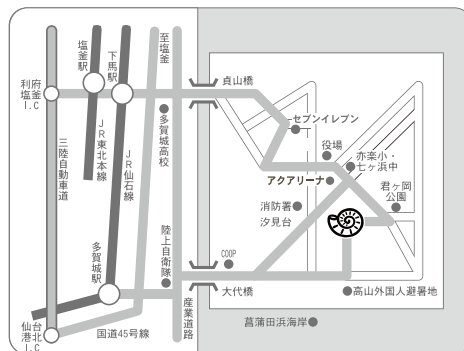 塩釜駅
下馬駅
至塩釜
利府
塩釜
I.C
貞山橋
セブンイレブン
多賀城高校
役場
亦楽小・
七ヶ浜中
三陸自動車道
JR東北本線
JR仙石線
アクアリーナ
君ヶ岡
公園
消防署
汐見台
多賀城駅
陸上自衛隊
COOP
大代橋
高山外国人避暑地
産業道路
仙台
港北
I.C
国道45号線
菖蒲田浜海岸